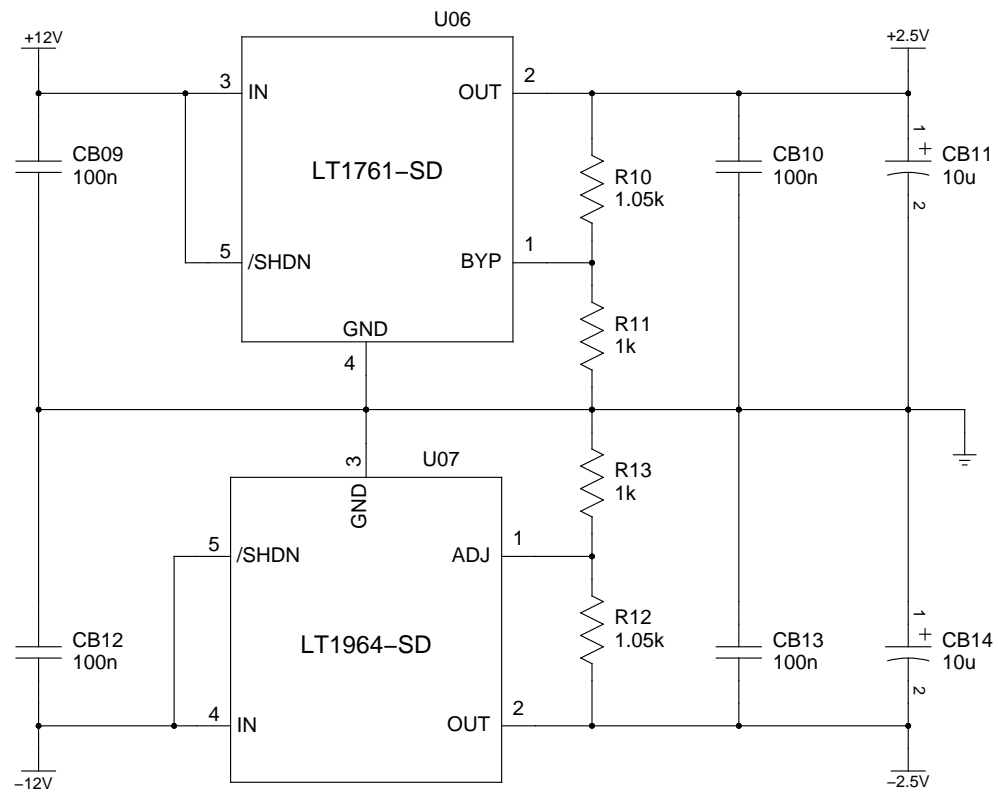 U06
+12V
+2.5V
3
IN
OUT
2
CB09
100n
LT1761–SD
R10
1.05k
CB10
100n
1
+
CB11
10u
2
5
/SHDN
BYP
1
GND
4
R11
1k
U07
3
GND
R13
1k
5
/SHDN
ADJ
1
CB12
100n
LT1964–SD
R12
1.05k
CB13
100n
1
+
CB14
10u
2
4
IN
OUT
2
–12V
–2.5V